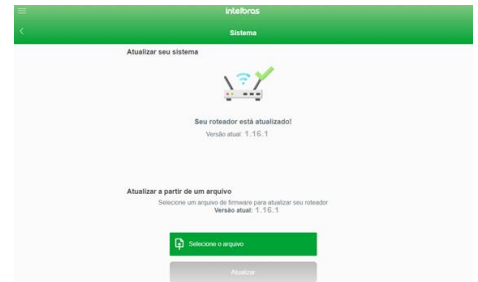 intelbras
Sistema
Atualizar seu sistema
Seu roteador está atualizado!
Versão atual: 1.16.1
Atualizar a partir de um arquivo
Selecione um arquivo de firmware para atualizar seu roteador
Versão atual: 1.16.1
Selecione o arquivo
Atualizar